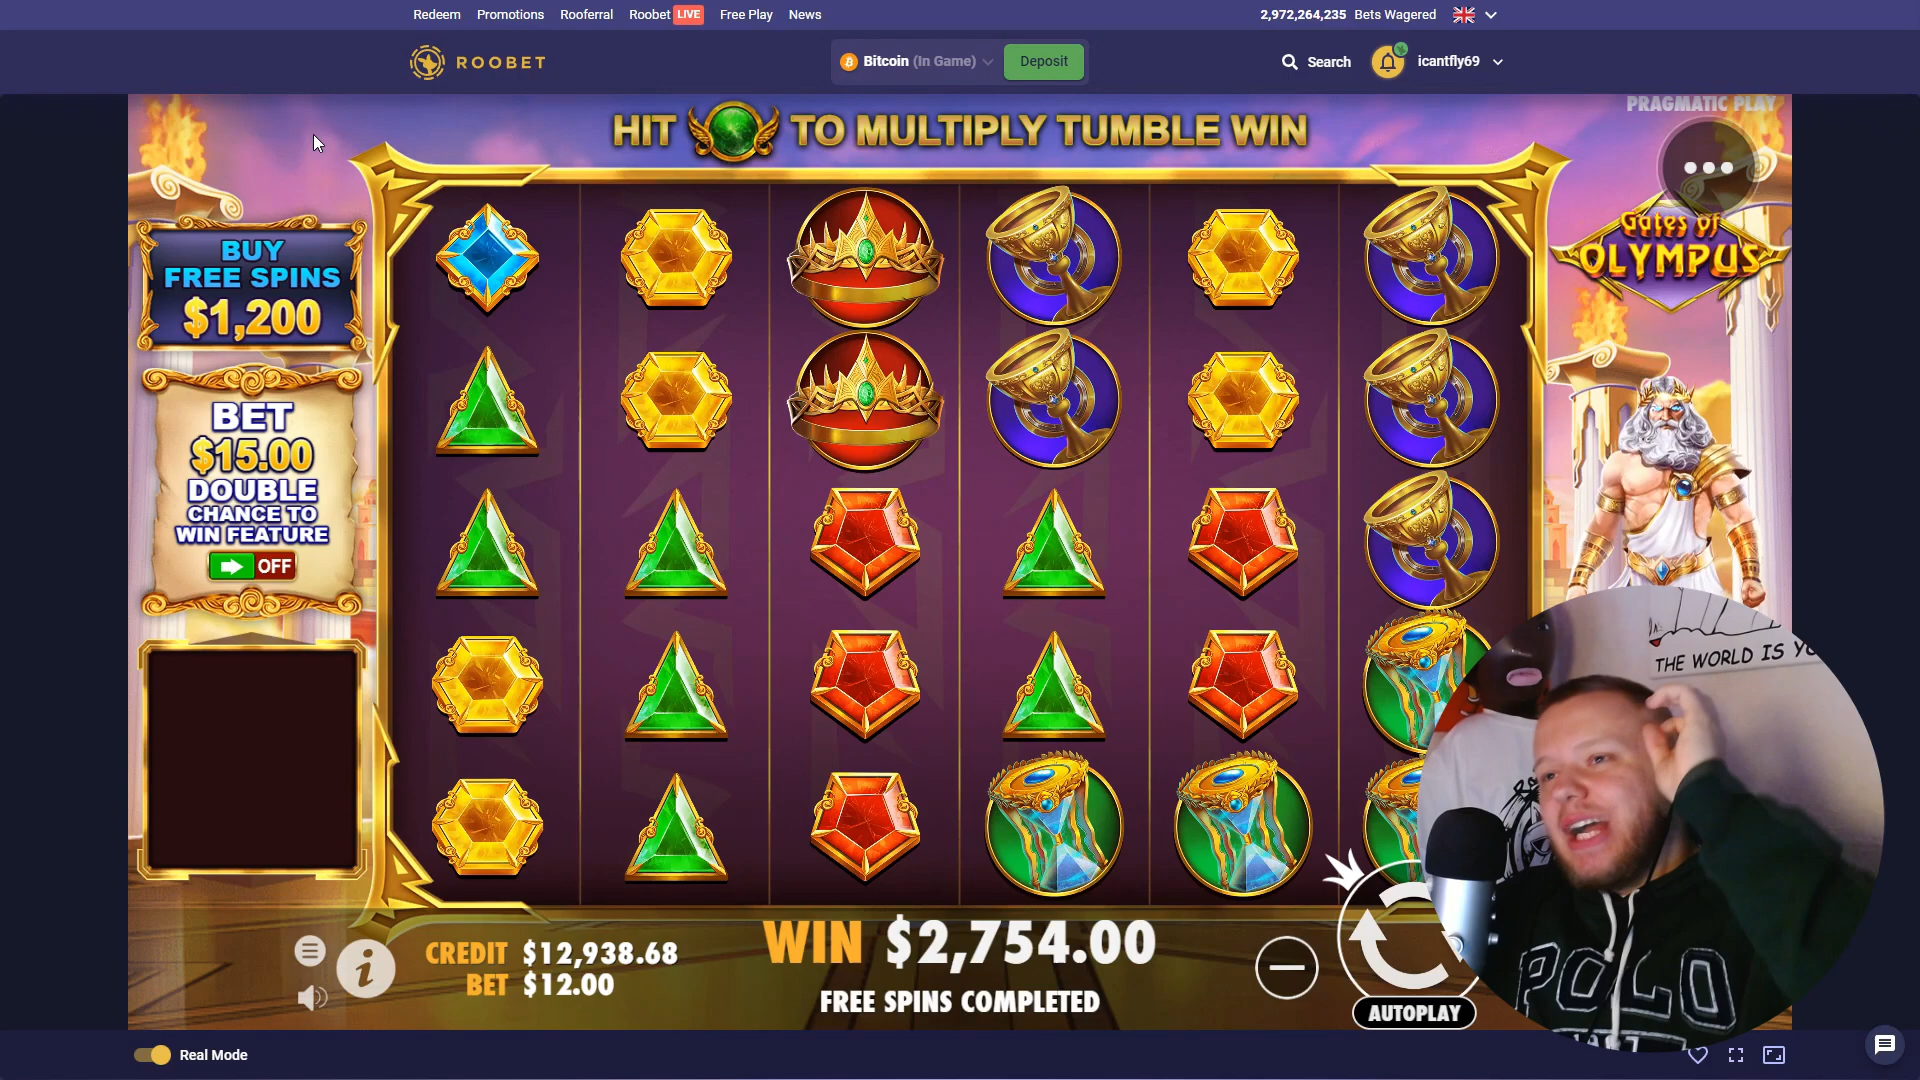 Redeem Promotions Rooferral Roobet LIVE Free Play News
2,972,264,235 Bets Wagered
ROOBET
Bitcoin (In Game)
Deposit
Search
icantfly69
PRAGMATIC PLAY
HIT TO MULTIPLY TUMBLE WIN
Gates of
OLYMPUS
BUY
FREE SPINS
$1,200
BET
$15.00
DOUBLE
CHANCE TO
WIN FEATURE
OFF
THE WORLD IS
POLO
CREDIT $12,938.68
BET $12.00
WIN $2,754.00
FREE SPINS COMPLETED
AUTOPLAY
Real Mode